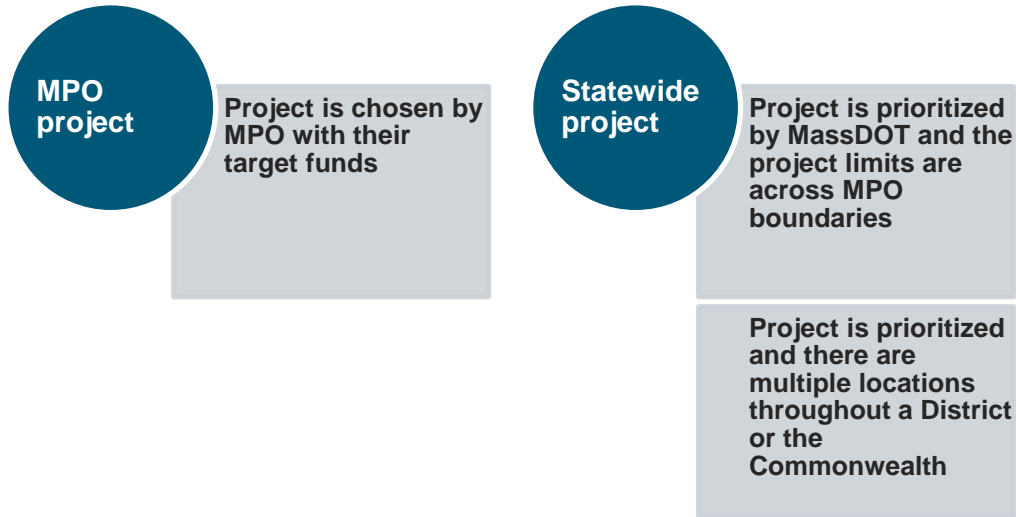 MPO
project
Project is chosen by
MPO with their
target funds
Statewide
project
Project is prioritized
by MassDOT and the
project limits are
across MPO
boundaries
Project is prioritized
and there are
multiple locations
throughout a District
or the
Commonwealth